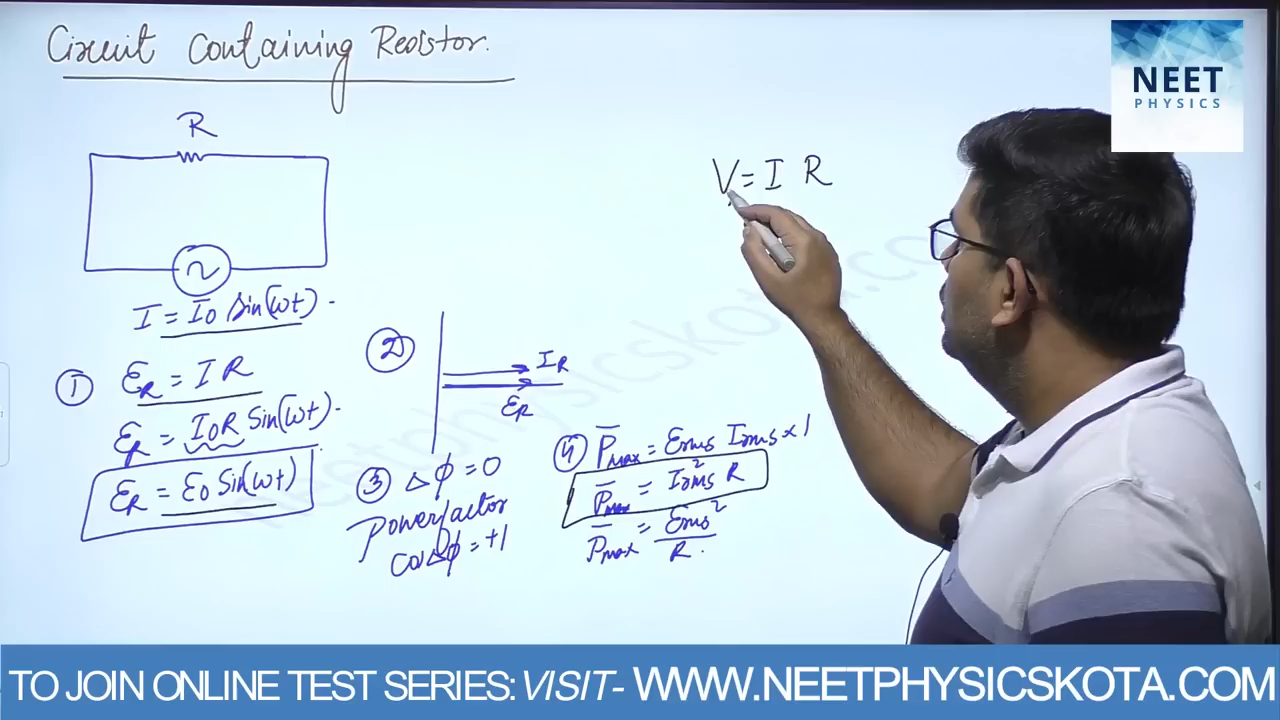 Circuit Containing Resistor.
R
I = I0 Sin(ωt)
① ℰR = I R
ℰR = I0R Sin(ωt)
ℰR = ℰ0 Sin(ωt)
②
IR
ℰR
③ Δϕ = 0
Powerfactor
CosΔϕ = +1
④ P̄max = ℰrms Irms × 1
P̄max = Irms² R
P̄max = ℰrms² / R
V = I R
NEET
PHYSICS
neetphysicskota.co
TO JOIN ONLINE TEST SERIES: VISIT- WWW.NEETPHYSICSKOTA.COM